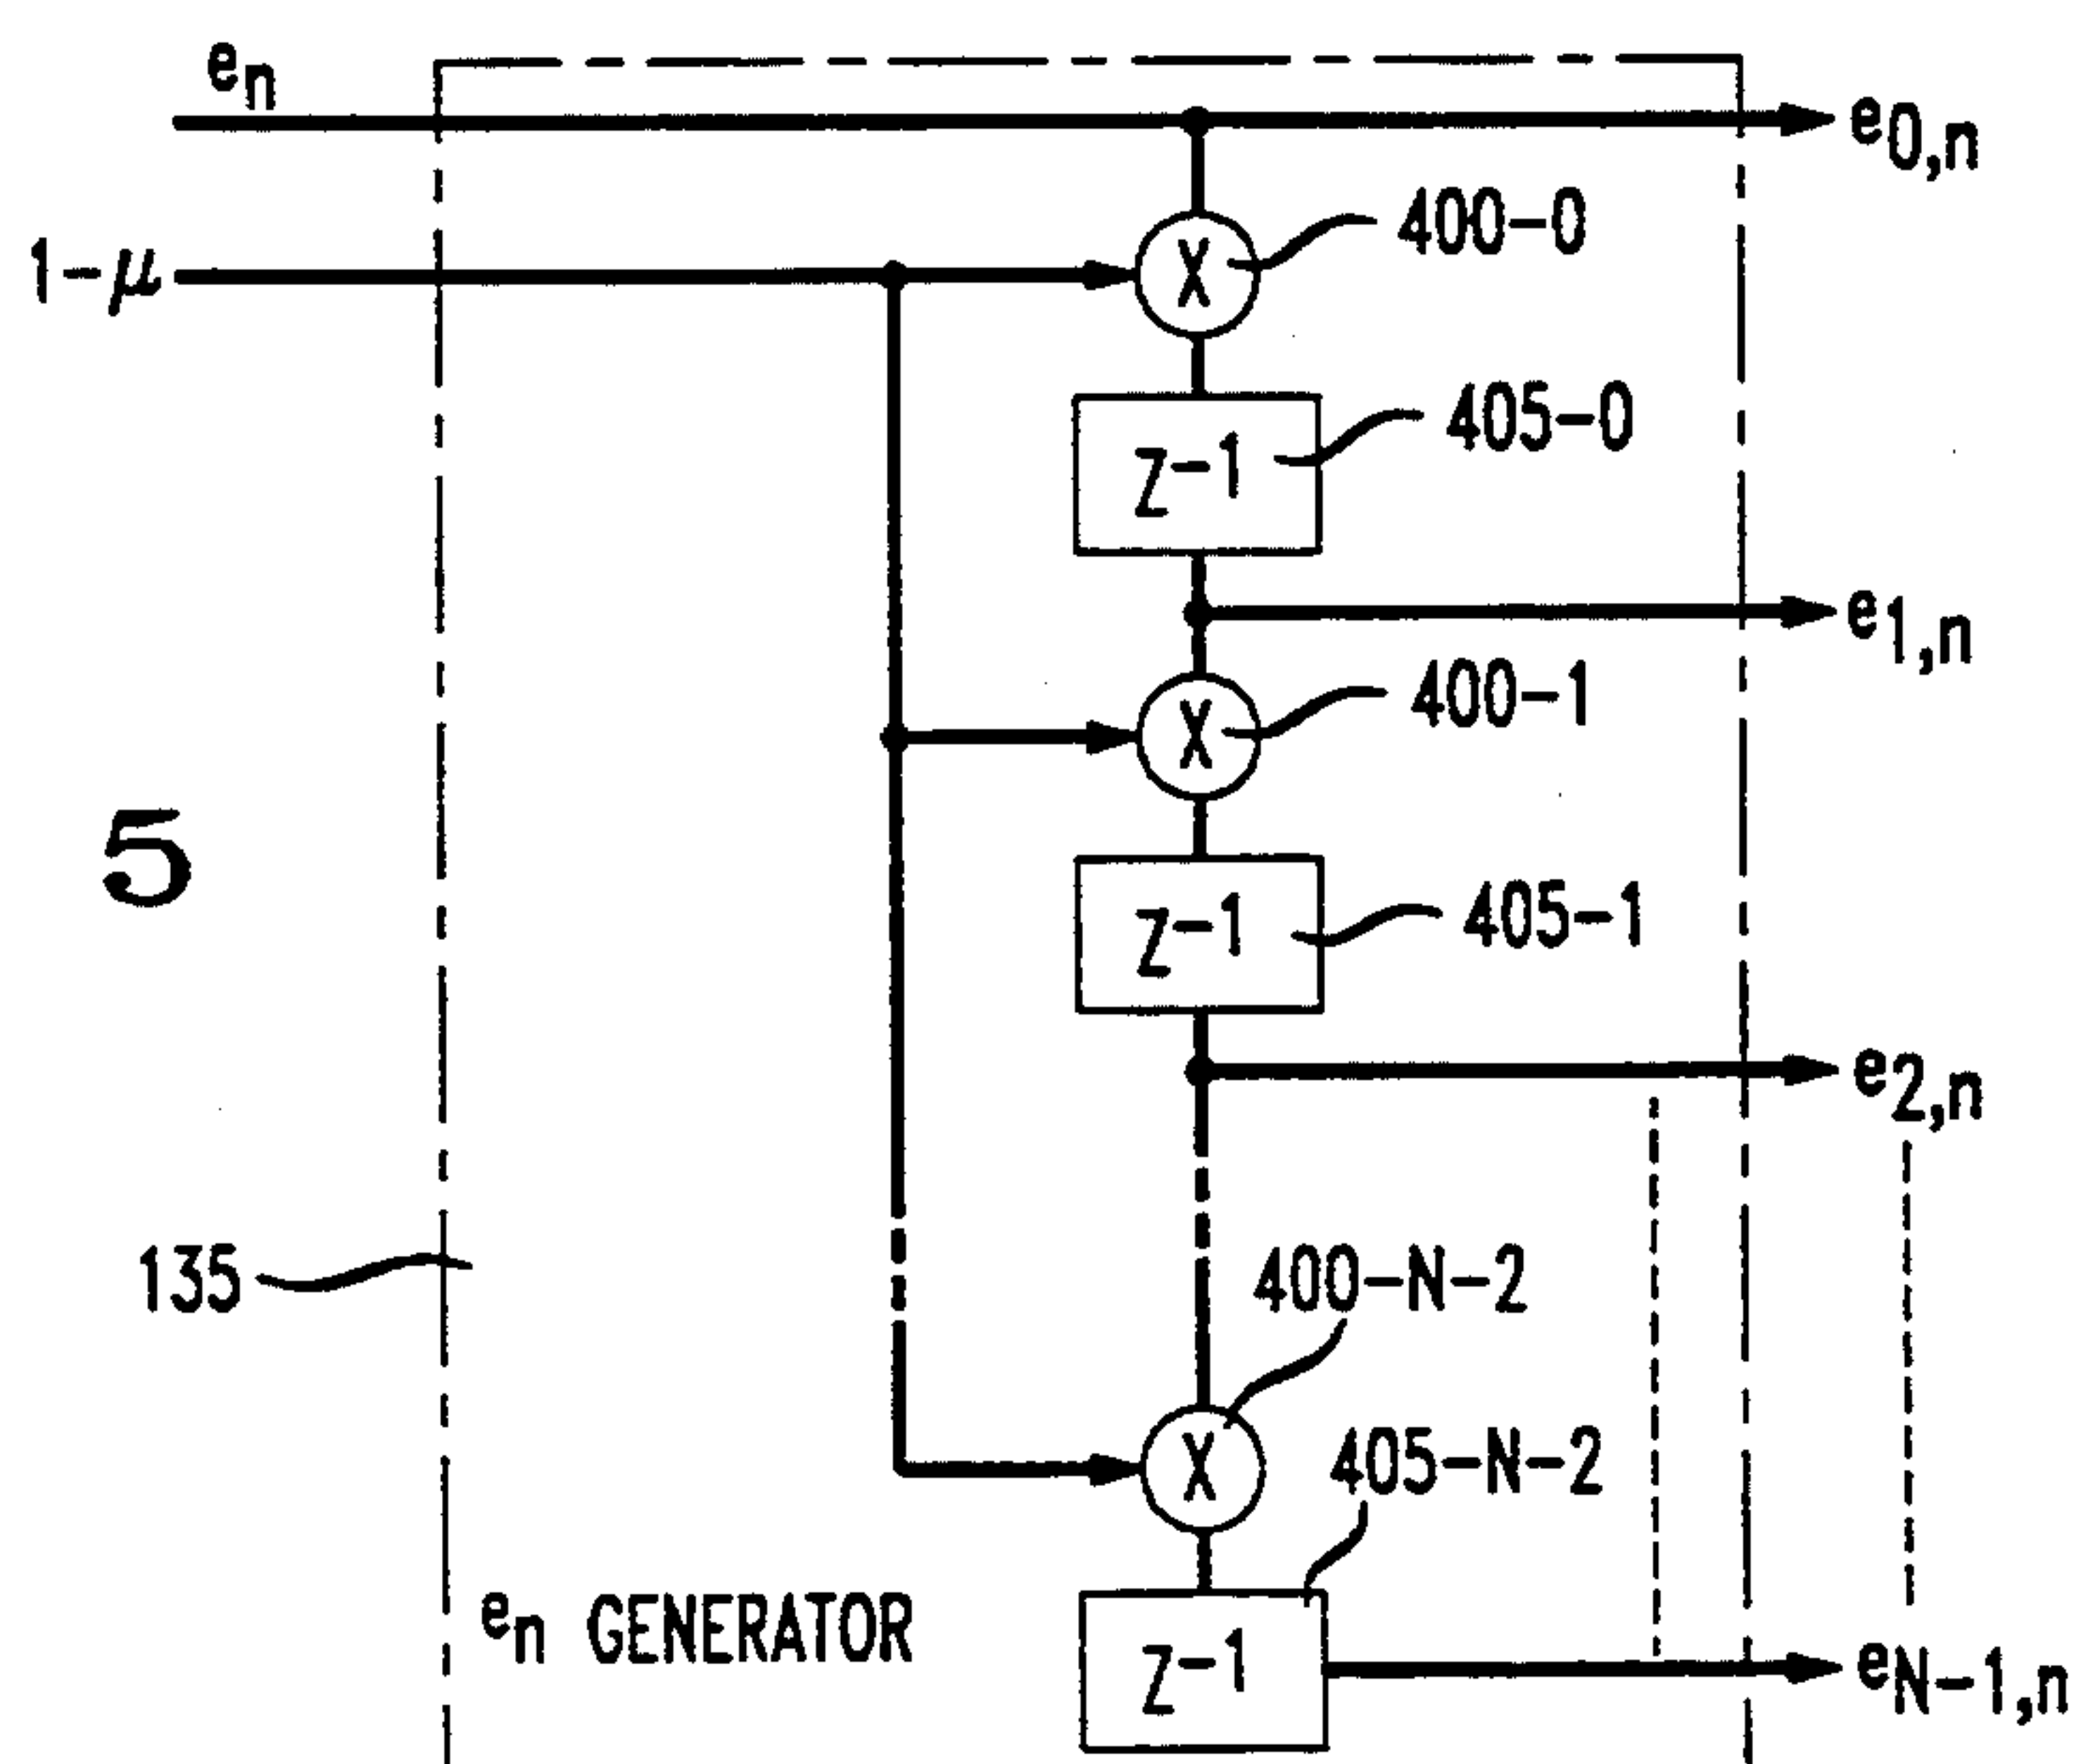 e_n
e_0,n
1-μ
X
400-0
z^-1
405-0
e_1,n
X
400-1
5
z^-1
405-1
e_2,n
135
400-N-2
X
405-N-2
e_n GENERATOR
z^-1
e_N-1,n